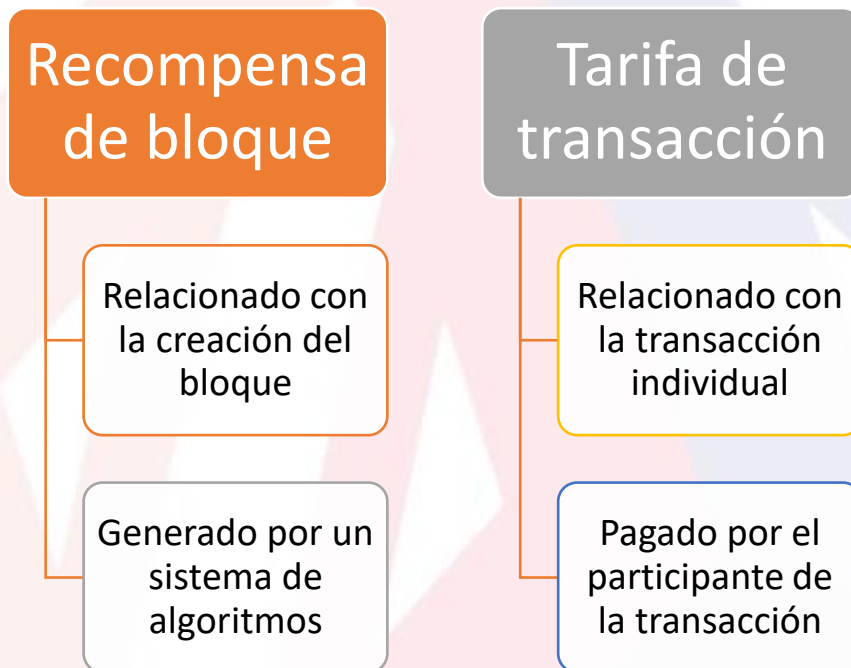 Recompensa
de bloque
Relacionado con
la creación del
bloque
Generado por un
sistema de
algoritmos
Tarifa de
transacción
Relacionado con
la transacción
individual
Pagado por el
participante de
la transacción